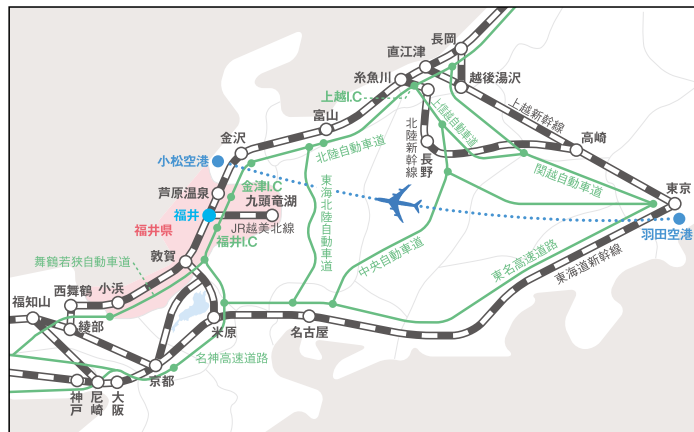 長岡
直江津
糸魚川
越後湯沢
上越I.C
上信越自動車道
上越新幹線
富山
北陸新幹線
高崎
金沢
北陸自動車道
長野
小松空港
関越自動車道
芦原温泉
金津I.C
九頭竜湖
東海北陸自動車道
東京
福井
福井県
JR越美北線
羽田空港
福井I.C
敦賀
中央自動車道
東名高速道路
東海道新幹線
舞鶴若狭自動車道
西舞鶴
小浜
福知山
綾部
米原
名古屋
名神高速道路
京都
神戸
尼崎
大阪